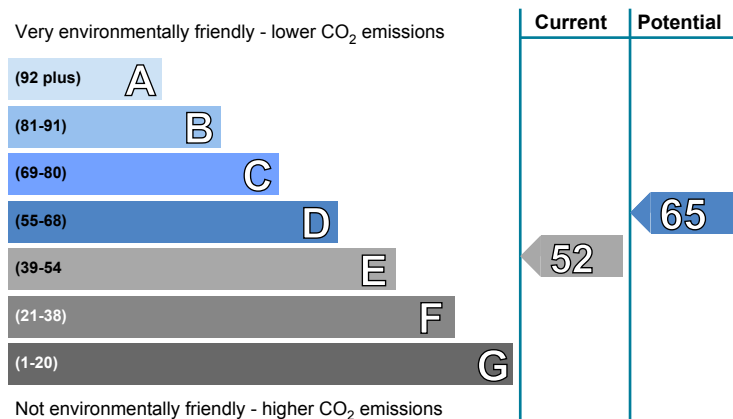 Current Potential
Very environmentally friendly - lower CO₂ emissions
(92 plus) A
(81-91) B
(69-80) C
(55-68) D
65
(39-54 E
52
(21-38) F
(1-20) G
Not environmentally friendly - higher CO₂ emissions